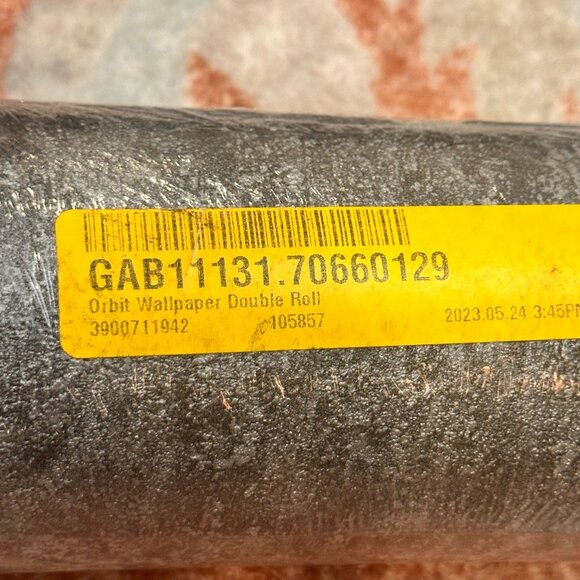 GAB11131.70660129
Orbit Wallpaper Double Roll
3900711942 105857 2023.05.24 3:45PM